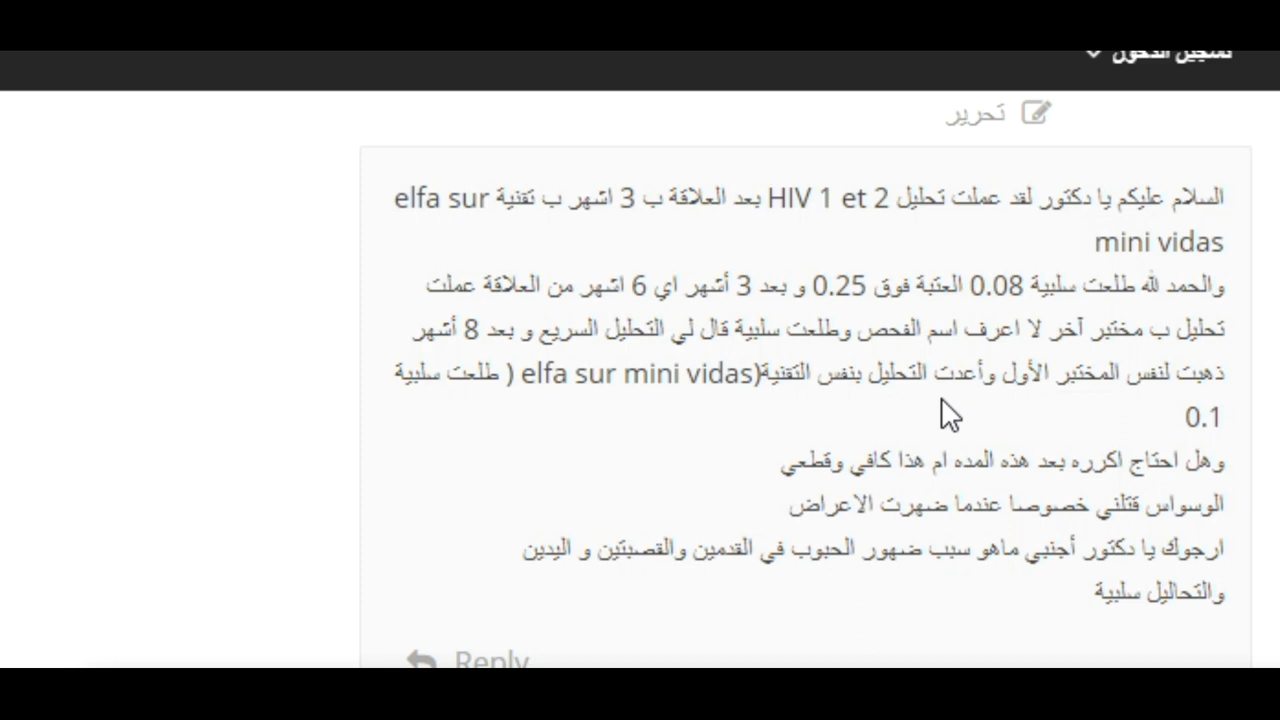 تسجيل الدخول
تحرير
السلام عليكم يا دكتور لقد عملت تحليل HIV 1 et 2 بعد العلاقة ب 3 اشهر ب تقنية elfa sur
mini vidas
والحمد لله طلعت سلبية 0.08 العتبة فوق 0.25 و بعد 3 أشهر اي 6 اشهر من العلاقة عملت
تحليل ب مختبر آخر لا اعرف اسم الفحص وطلعت سلبية قال لي التحليل السريع و بعد 8 أشهر
ذهبت لنفس المختبر الأول وأعدت التحليل بنفس التقنية(elfa sur mini vidas ) طلعت سلبية
0.1
وهل احتاج اكرره بعد هذه المده ام هذا كافي وقطعي
الوسواس قتلني خصوصا عندما ضهرت الاعراض
ارجوك يا دكتور أجنبي ماهو سبب ضهور الحبوب في القدمين والقصبتين و اليدين
والتحاليل سلبية
Reply